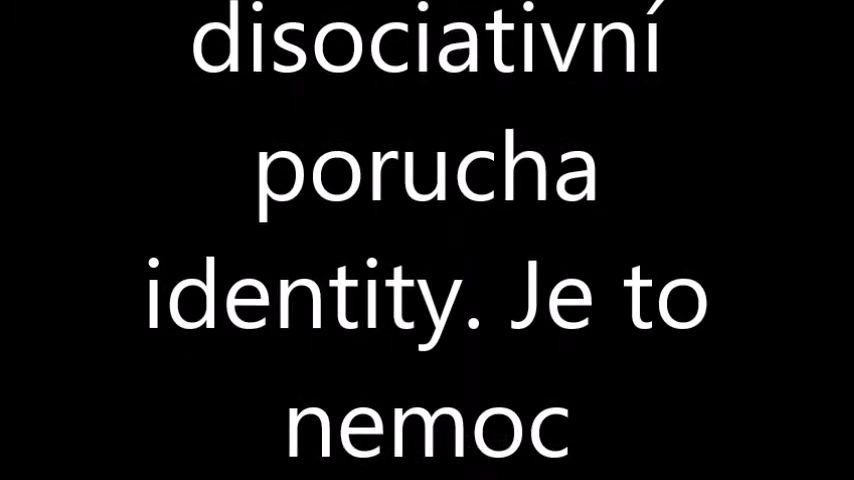 disociativní
porucha
identity. Je to
nemoc